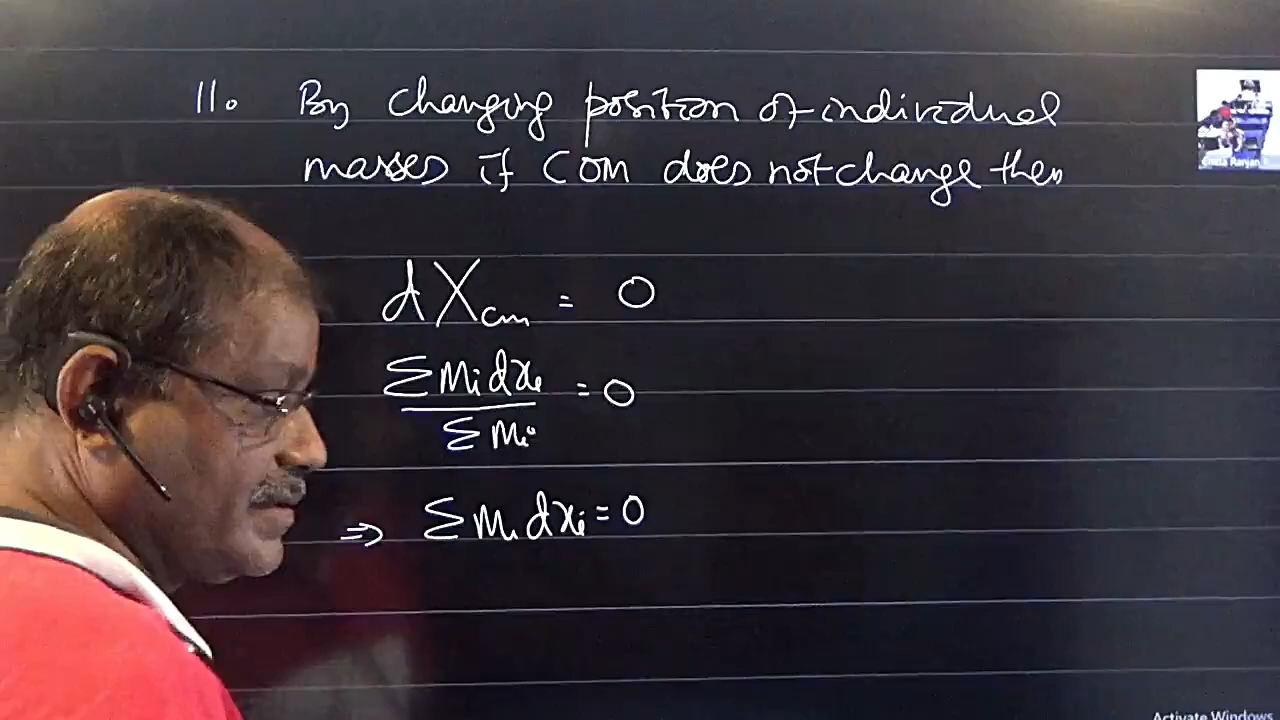 11. By changing position of individual
masses if COM does not change then
dXcm = 0
Σmidxi / Σmi = 0
⇒ Σmidxi = 0
Activate Windows